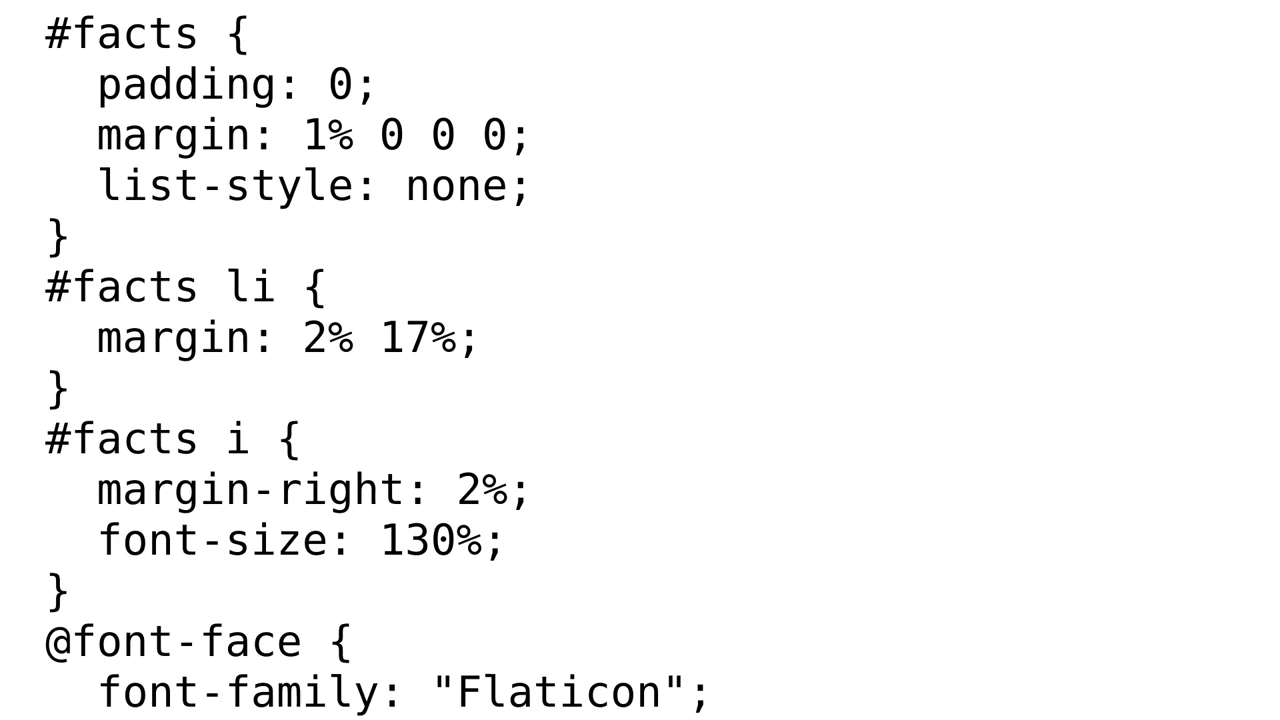 #facts {
  padding: 0;
  margin: 1% 0 0 0;
  list-style: none;
}
#facts li {
  margin: 2% 17%;
}
#facts i {
  margin-right: 2%;
  font-size: 130%;
}
@font-face {
  font-family: "Flaticon";